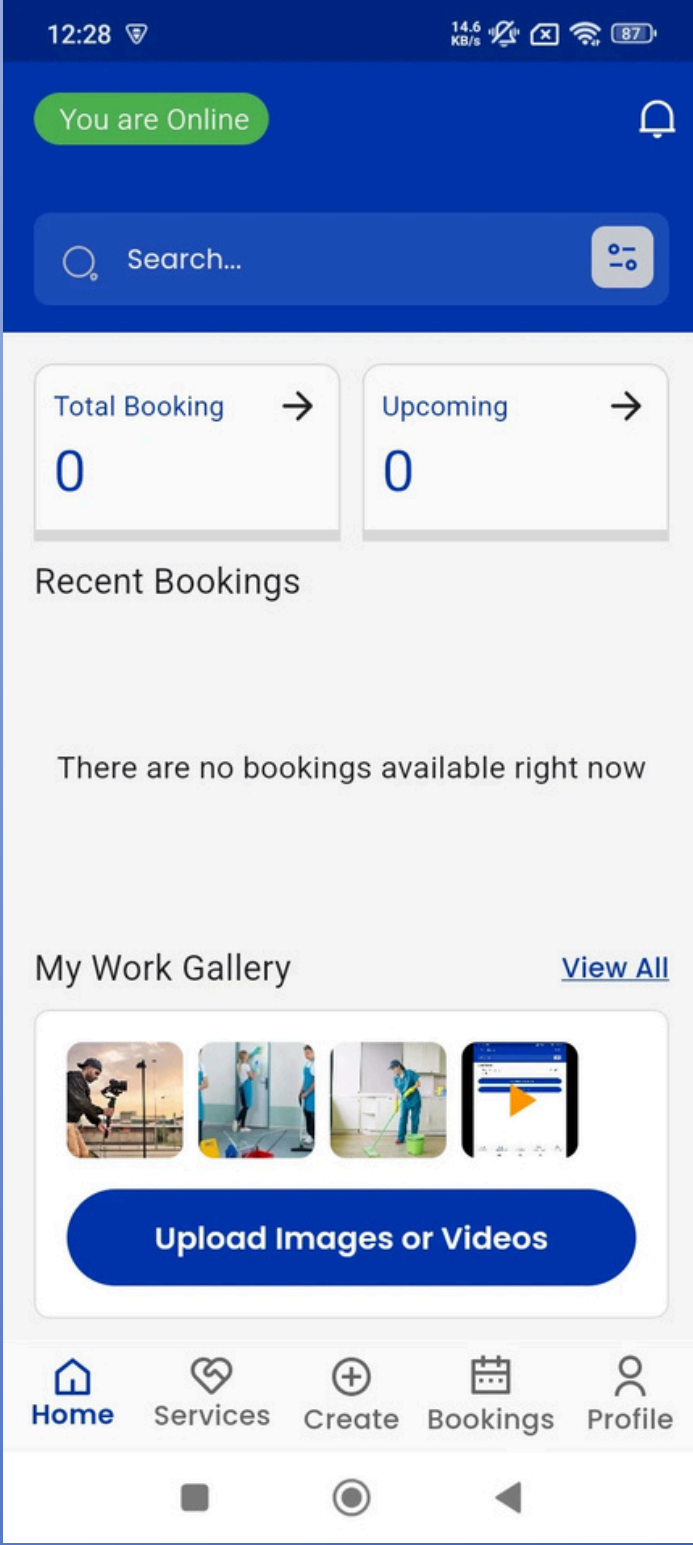 12:28
14.6
KB/s
87
You are Online
Search...
Total Booking
0
Upcoming
0
Recent Bookings
There are no bookings available right now
My Work Gallery
View All
Upload Images or Videos
Home
Services
Create
Bookings
Profile